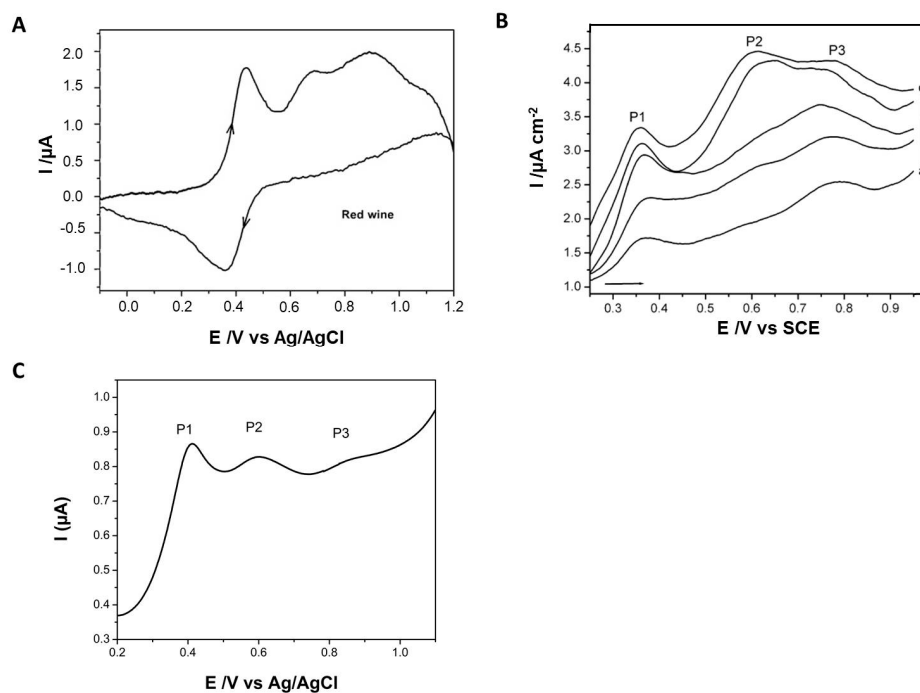 A
2.0
1.5
1.0
0.5
0.0
-0.5
-1.0
I /µA
Red wine
0.0 0.2 0.4 0.6 0.8 1.0 1.2
E /V vs Ag/AgCl
B
4.5
4.0
3.5
3.0
2.5
2.0
1.5
1.0
I /µA cm-2
P1
P2
P3
a
0.3 0.4 0.5 0.6 0.7 0.8 0.9
E /V vs SCE
C
1.0
0.9
0.8
0.7
0.6
0.5
0.4
0.3
I (µA)
P1
P2
P3
0.2 0.4 0.6 0.8 1.0
E /V vs Ag/AgCl